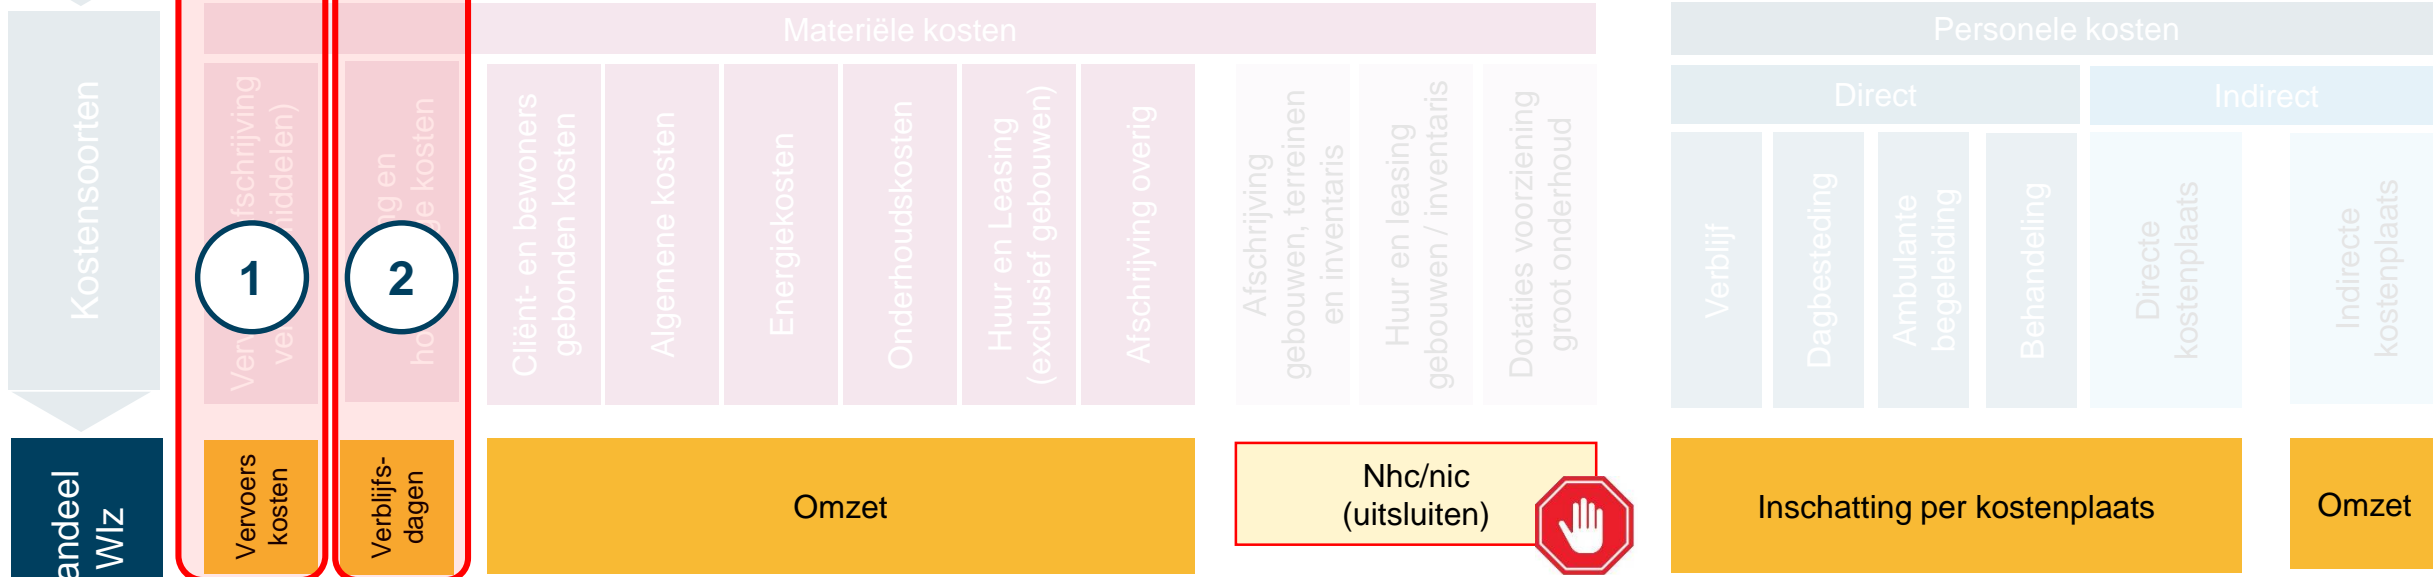 Materiële kosten
Personele kosten
Direct
Indirect
Kostensoorten
1
2
kosten
Cliënt- en bewoners
gebonden kosten
Algemene kosten
Energiekosten
Onderhoudskosten
Huur en Leasing
(exclusief gebouwen)
Afschrijving overig
Afschrijving
gebouwen, terreinen
en inventaris
Huur en leasing
gebouwen / inventaris
Dotaties voorziening
groot onderhoud
Verblijf
Dagbesteding
Ambulante
begeleiding
Behandeling
Directe
kostenplaats
Indirecte
kostenplaats
Wlz
Vervoers
kosten
Verblijfs-
dagen
Omzet
Nhc/nic
(uitsluiten)
Inschatting per kostenplaats
Omzet